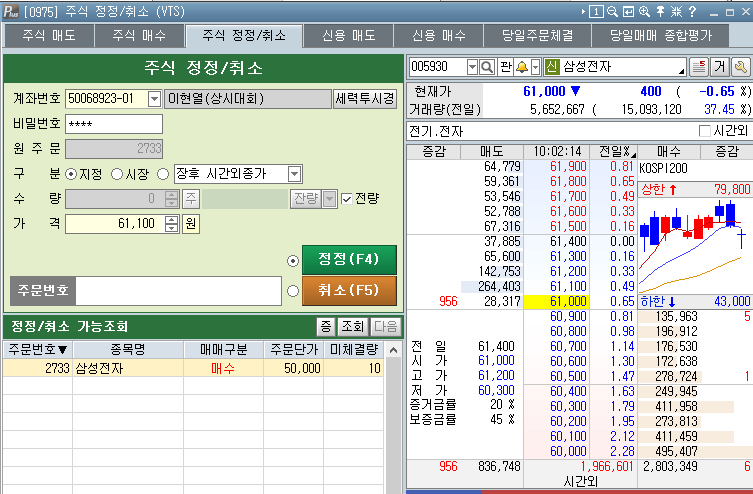 Plus [0975] 주식 정정/취소 (VTS)
주식 매도 주식 매수 주식 정정/취소 신용 매도 신용 매수 당일주문체결 당일매매 종합평가
주식 정정/취소
계좌번호 50068923-01 이현열(상시대회) 세력투시경
비밀번호 ****
원 주 문 2733
구 분 지정 시장 장후 시간외종가
수 량 0 주 잔량 전량
가 격 61,100 원
정정(F4)
주문번호 취소(F5)
정정/취소 가능조회 증 조회 다음
주문번호▼ 종목명 매매구분 주문단가 미체결량
2733 삼성전자 매수 50,000 10
005930 판 신 삼성전자 거
현재가 61,000 ▼ 400 ( -0.65 %)
거래량(전일) 5,652,667 ( 15,093,120 37.45 %)
전기.전자 시간외
증감 매도 10:02:14 전일% 매수 증감
64,779 61,900 0.81 KOSPI200
59,361 61,800 0.65 상한 ↑ 79,800
53,546 61,700 0.49
52,788 61,600 0.33
67,316 61,500 0.16
37,885 61,400 0.00
65,600 61,300 0.16
142,753 61,200 0.33
264,403 61,100 0.49
956 28,317 61,000 0.65 하한 ↓ 43,000
60,900 0.81 135,963 5
60,800 0.98 196,912
전 일 61,400 60,700 1.14 176,530
시 가 61,000 60,600 1.30 172,638
고 가 61,200 60,500 1.47 278,724 1
저 가 60,300 60,400 1.63 249,945
증거금률 20 % 60,300 1.79 411,958
보증금률 45 % 60,200 1.95 273,813
60,100 2.12 411,459
60,000 2.28 495,407
956 836,748 1,966,601 2,803,349 6
시간외